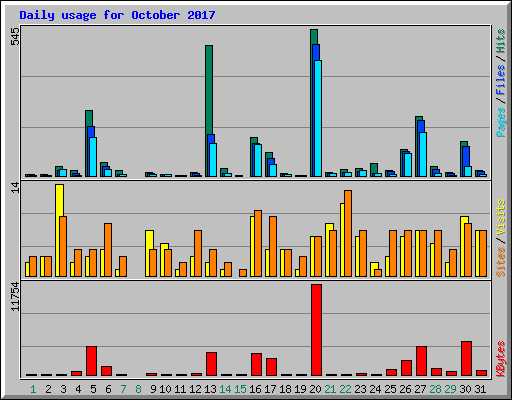 Daily usage for October 2017
545
Pages / Files / Hits
14
Sites / Visits
11754
KBytes
1 2 3 4 5 6 7 8 9 10 11 12 13 14 15 16 17 18 19 20 21 22 23 24 25 26 27 28 29 30 31